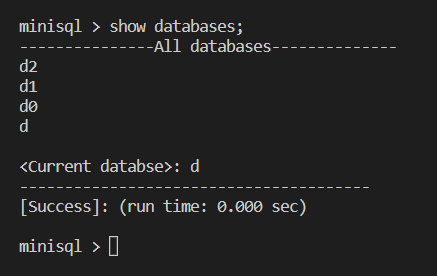 minisql > show databases;
---------------All databases--------------
d2
d1
d0
d
<Current databse>: d
---------------------------------------
[Success]: (run time: 0.000 sec)
minisql >